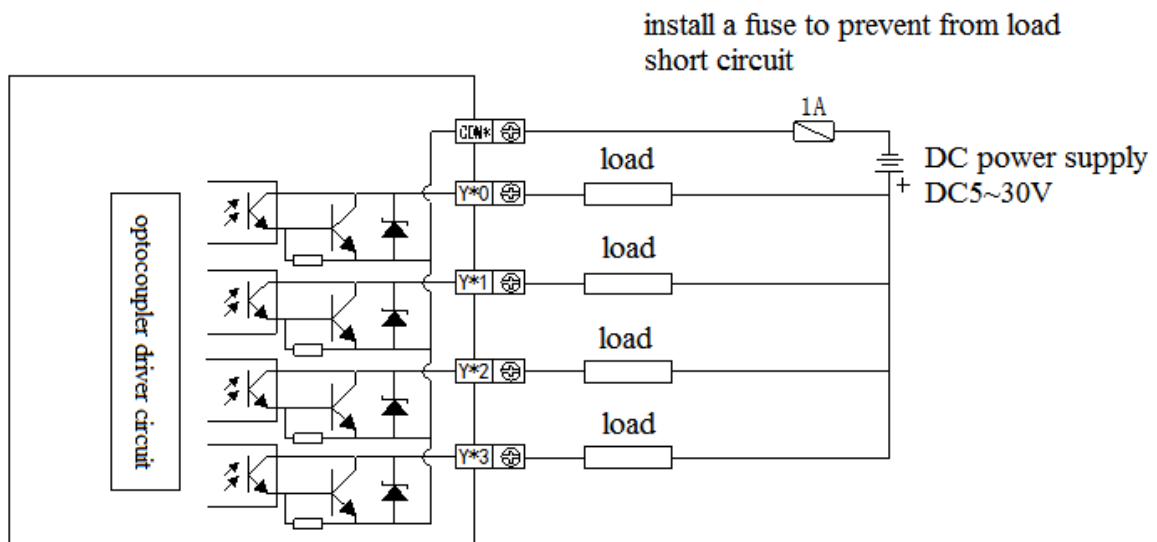 install a fuse to prevent from load
short circuit
1A
COM*
load
DC power supply
DC5~30V
+
Y*0
load
Y*1
load
Y*2
load
Y*3
optocoupler driver circuit